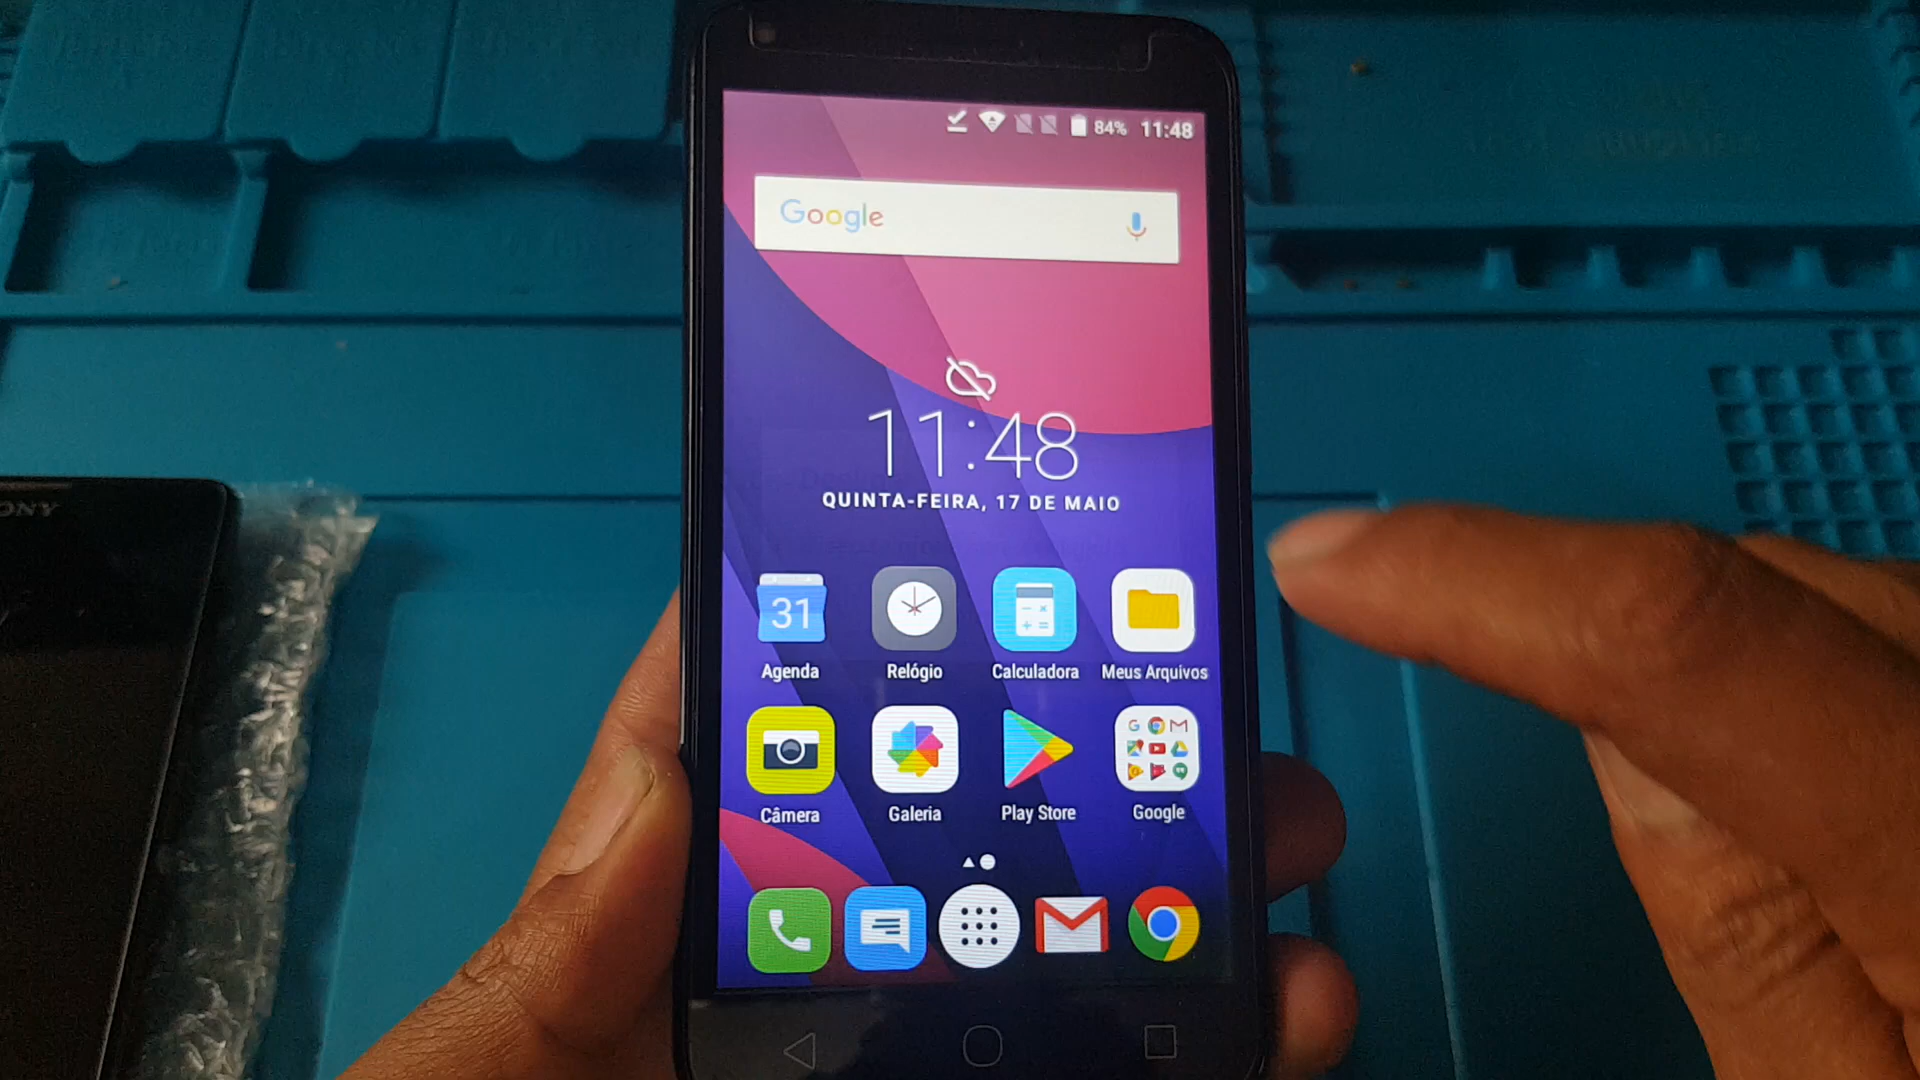 84% 11:48
Google
11:48
QUINTA-FEIRA, 17 DE MAIO
31
Agenda Relógio Calculadora Meus Arquivos
Câmera Galeria Play Store Google
ONY